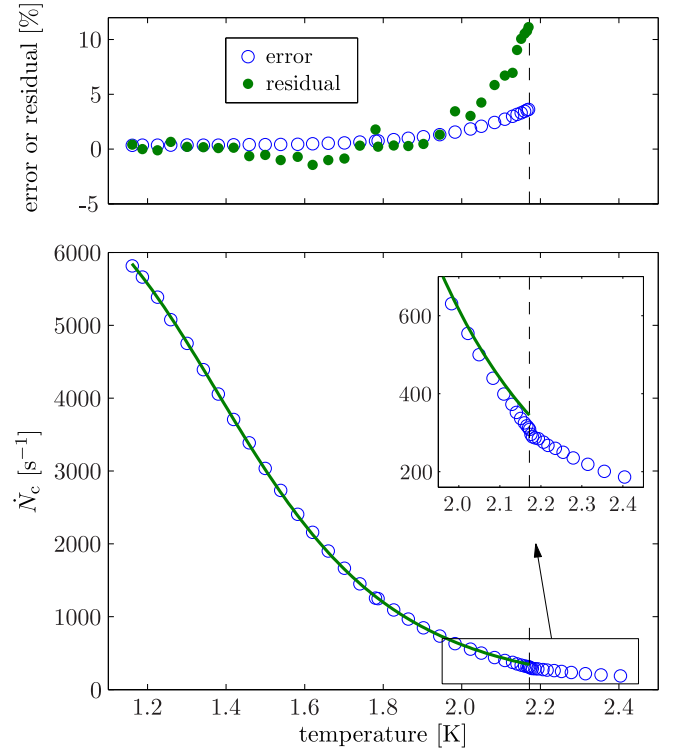 error or residual [%]
10
5
0
-5
error
residual
Ṅc [s⁻¹]
6000
5000
4000
3000
2000
1000
0
600
400
200
2.0 2.1 2.2 2.3 2.4
1.2 1.4 1.6 1.8 2.0 2.2 2.4
temperature [K]